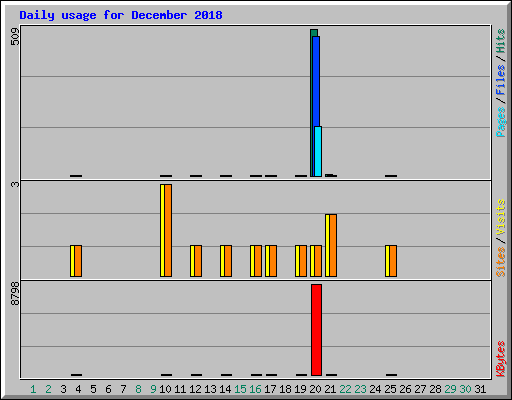 Daily usage for December 2018
509
Pages / Files / Hits
3
Sites / Visits
8798
KBytes
1 2 3 4 5 6 7 8 9 10 11 12 13 14 15 16 17 18 19 20 21 22 23 24 25 26 27 28 29 30 31